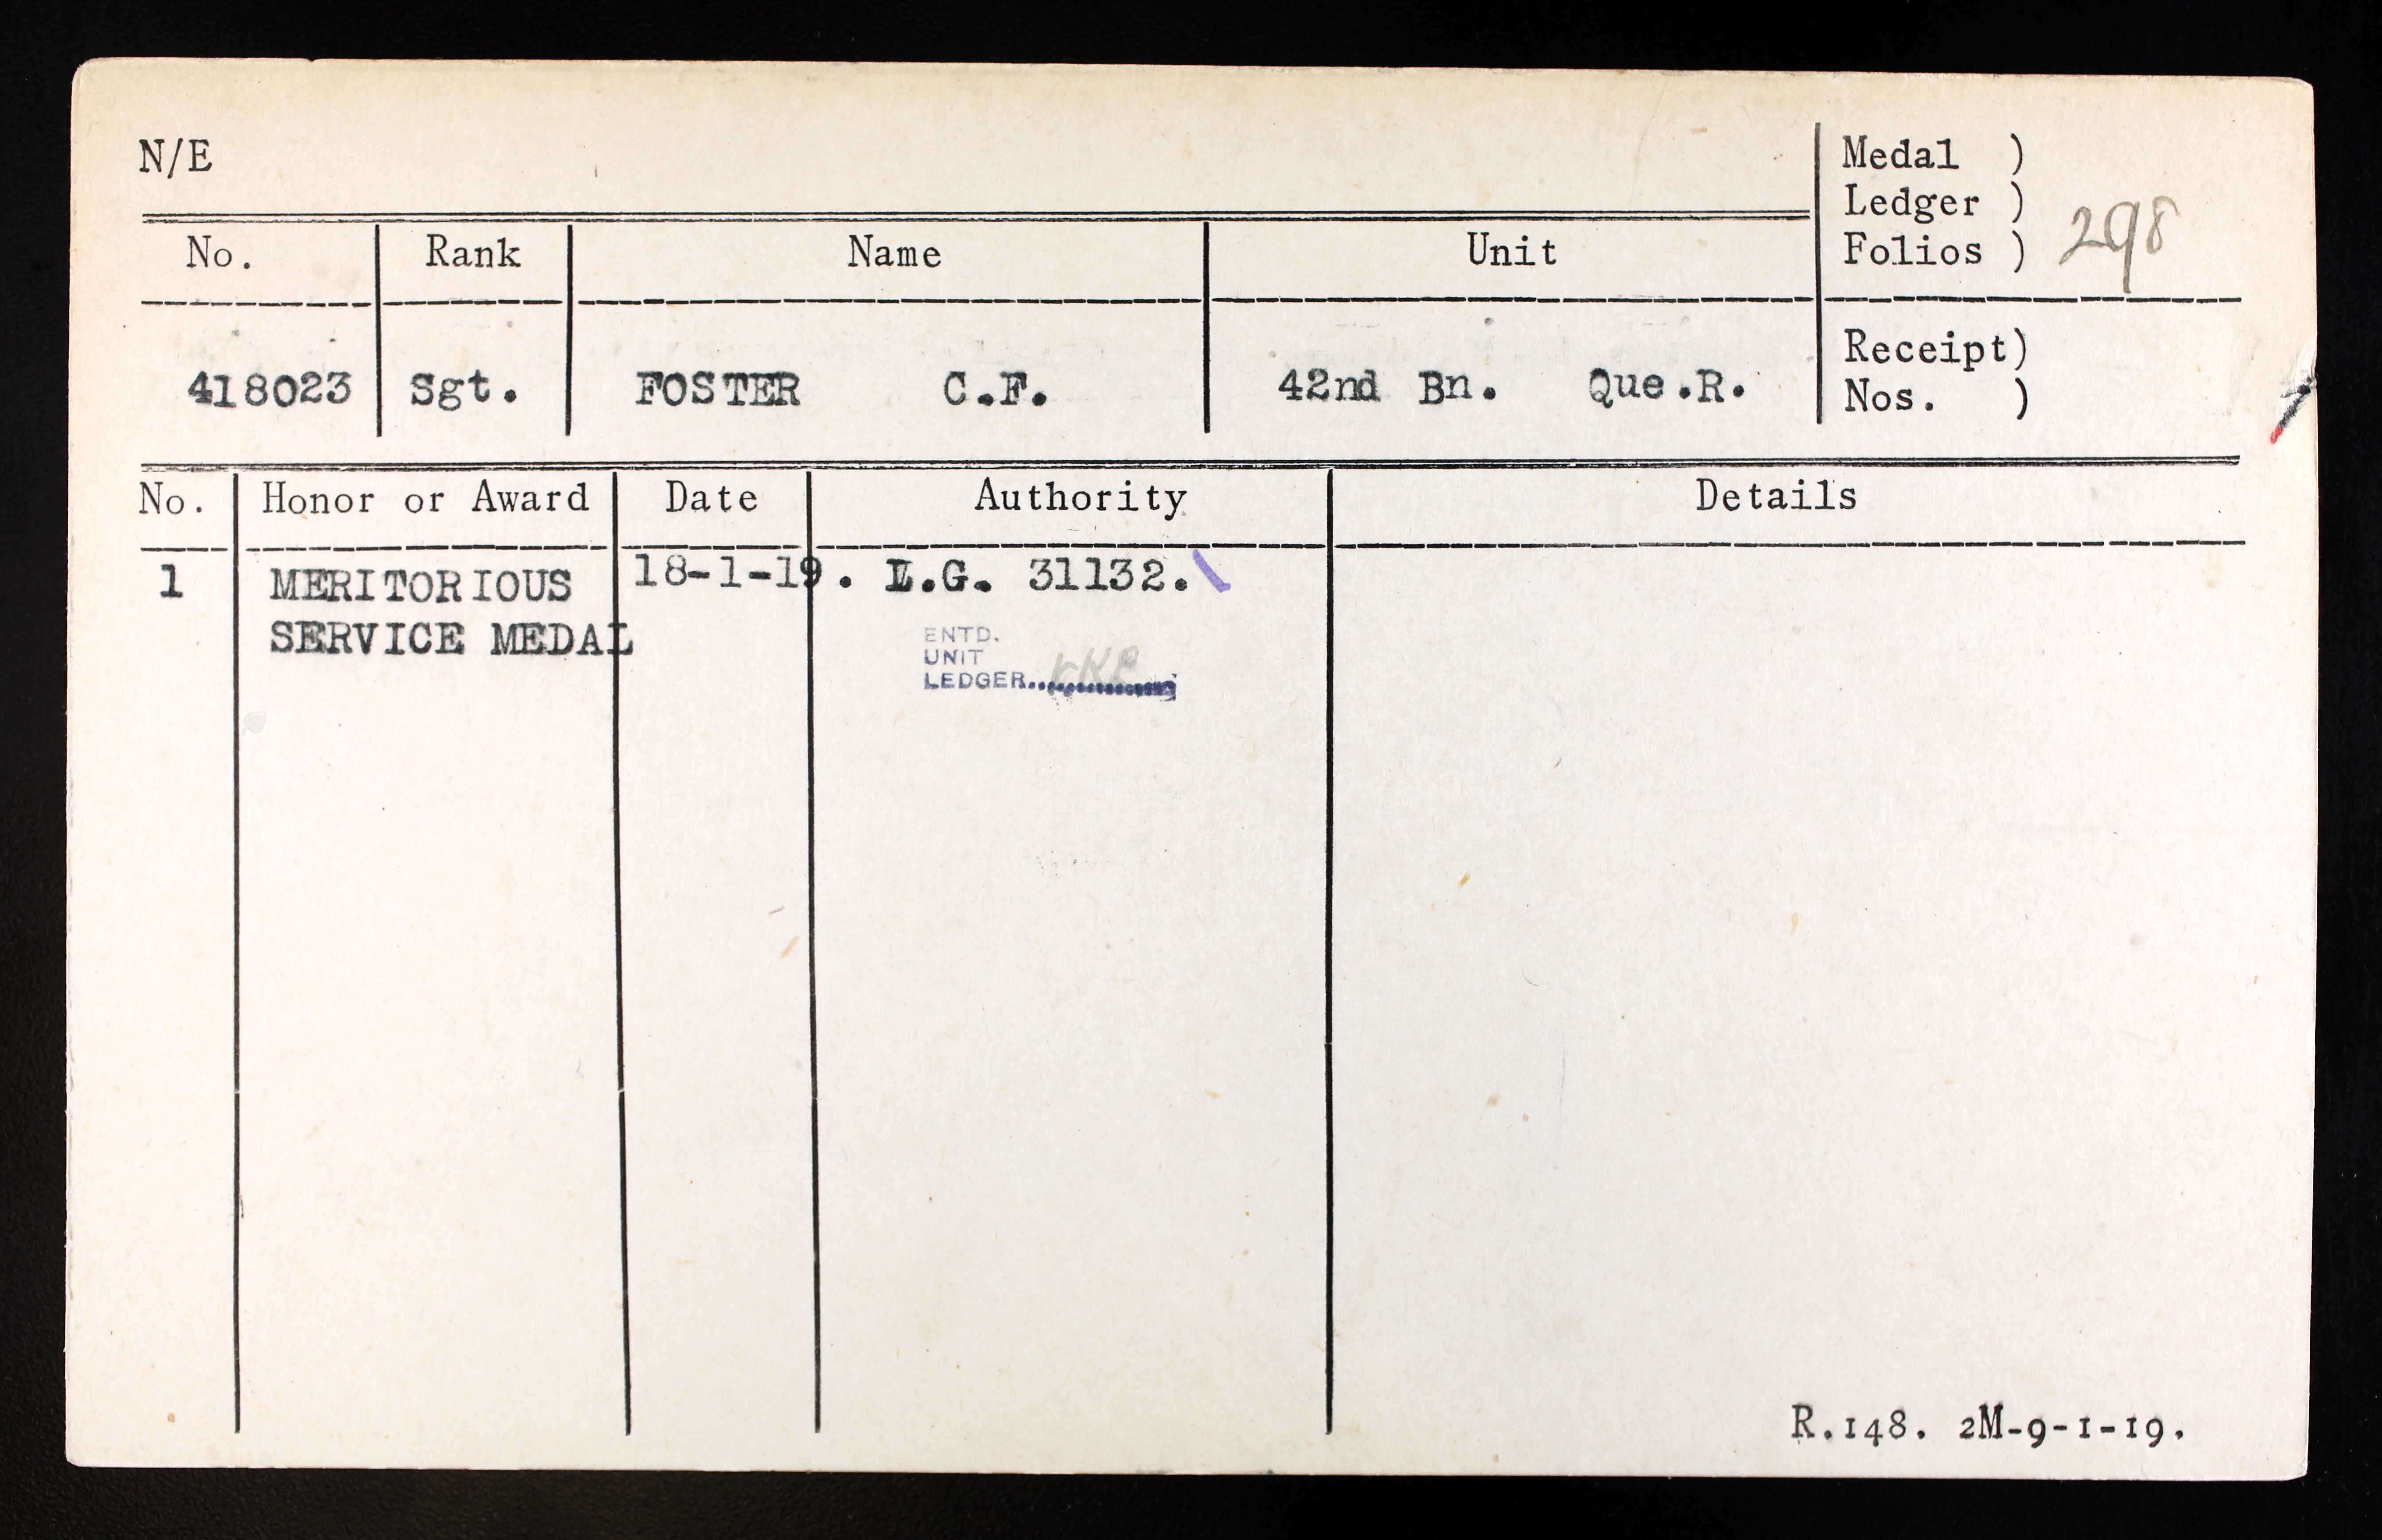 N/E
Medal )
Ledger )
Folios ) 298
No. Rank Name Unit
Receipt)
Nos. )
418023 Sgt. FOSTER C.F. 42nd Bn. Que.R.
No. Honor or Award Date Authority Details
1 MERITORIOUS 18-1-19. L.G. 31132.
SERVICE MEDAL
ENTD.
UNIT
LEDGER
R.148. 2M-9-1-19.